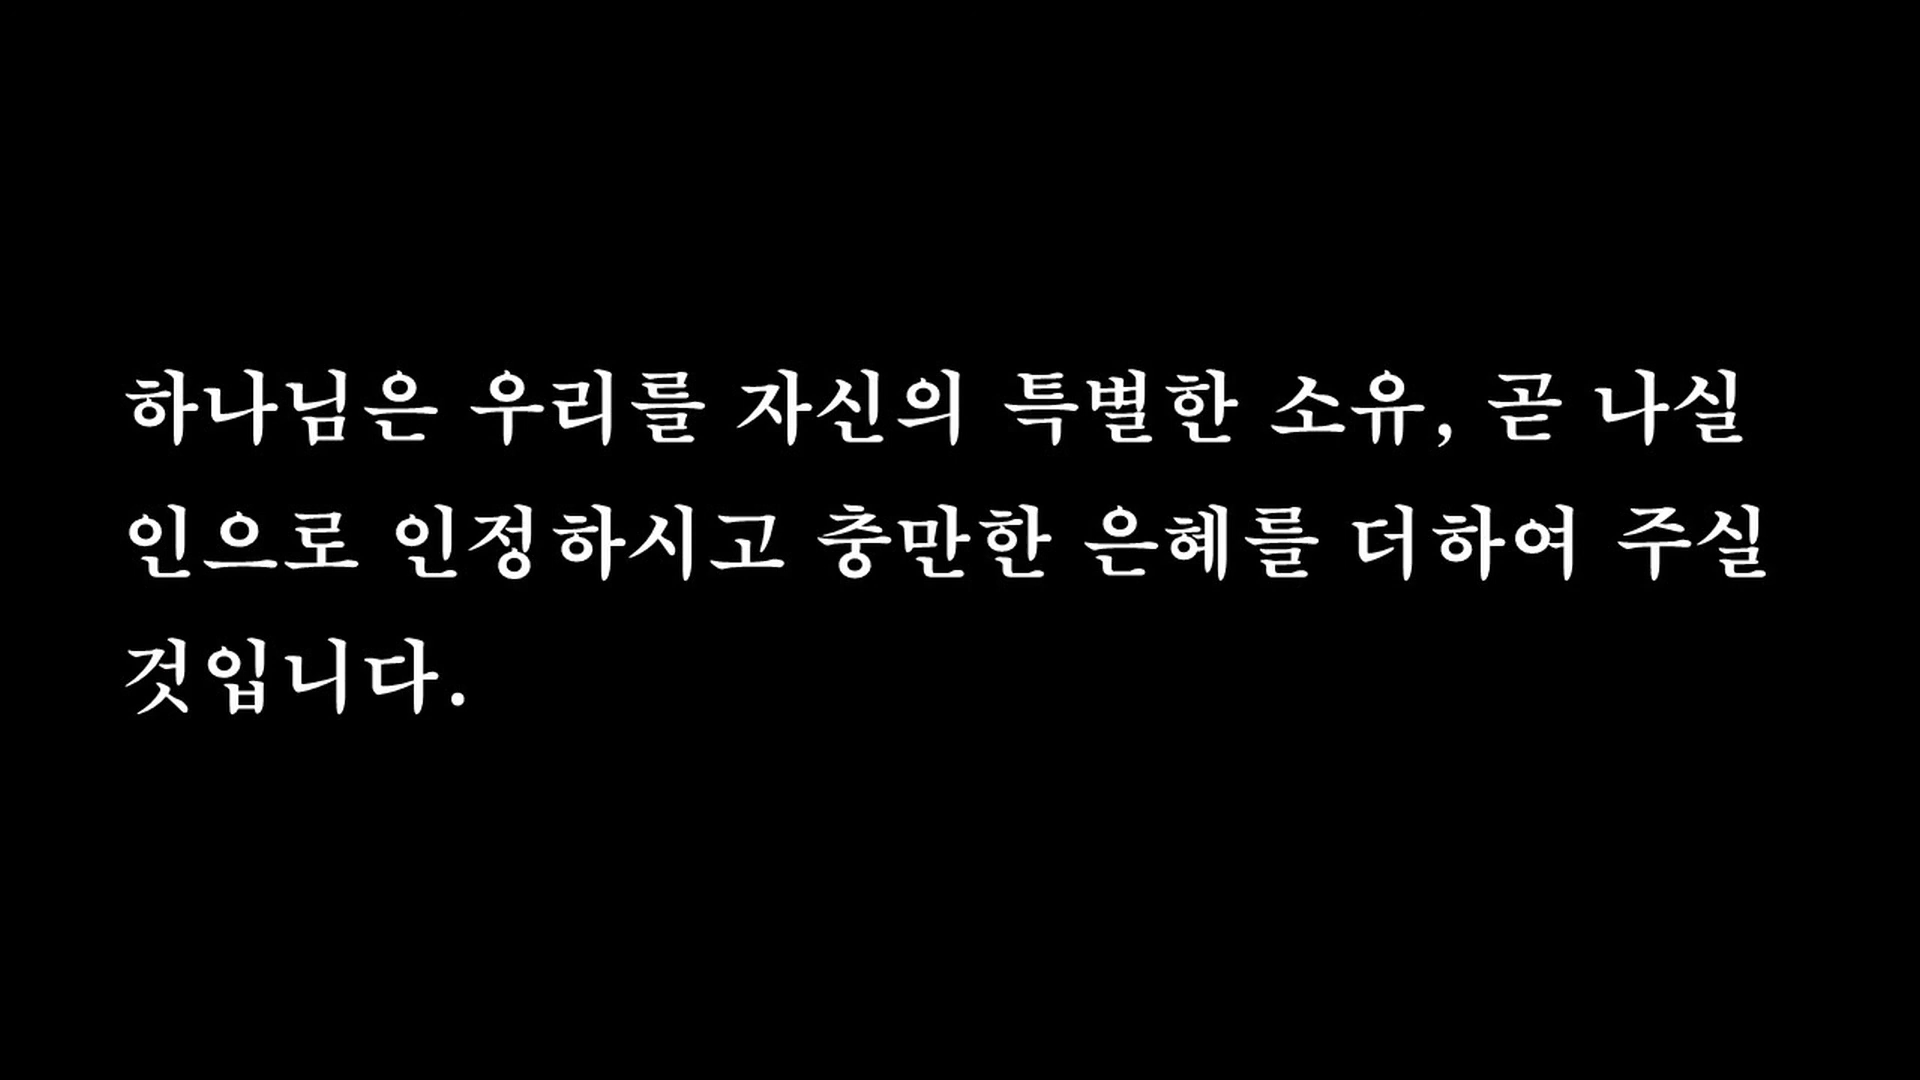 하나님은 우리를 자신의 특별한 소유, 곧 나실
인으로 인정하시고 충만한 은혜를 더하여 주실
것입니다.